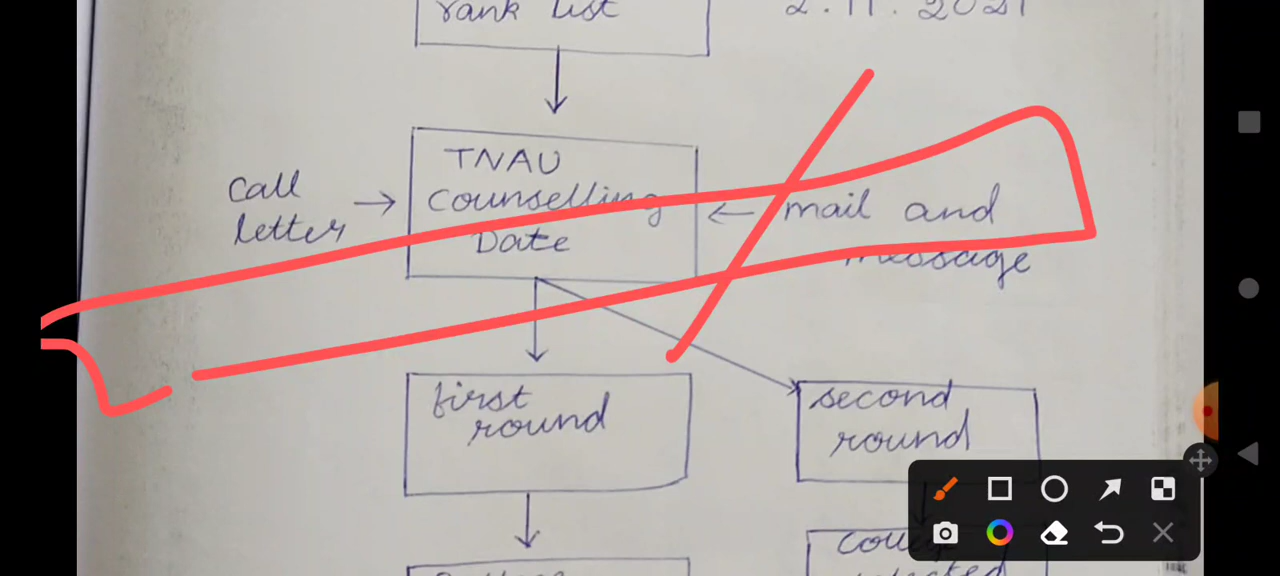 rank list
2.11.2021
TNAU
Counselling
Date
Call
letter
mail and
message
first
round
second
round